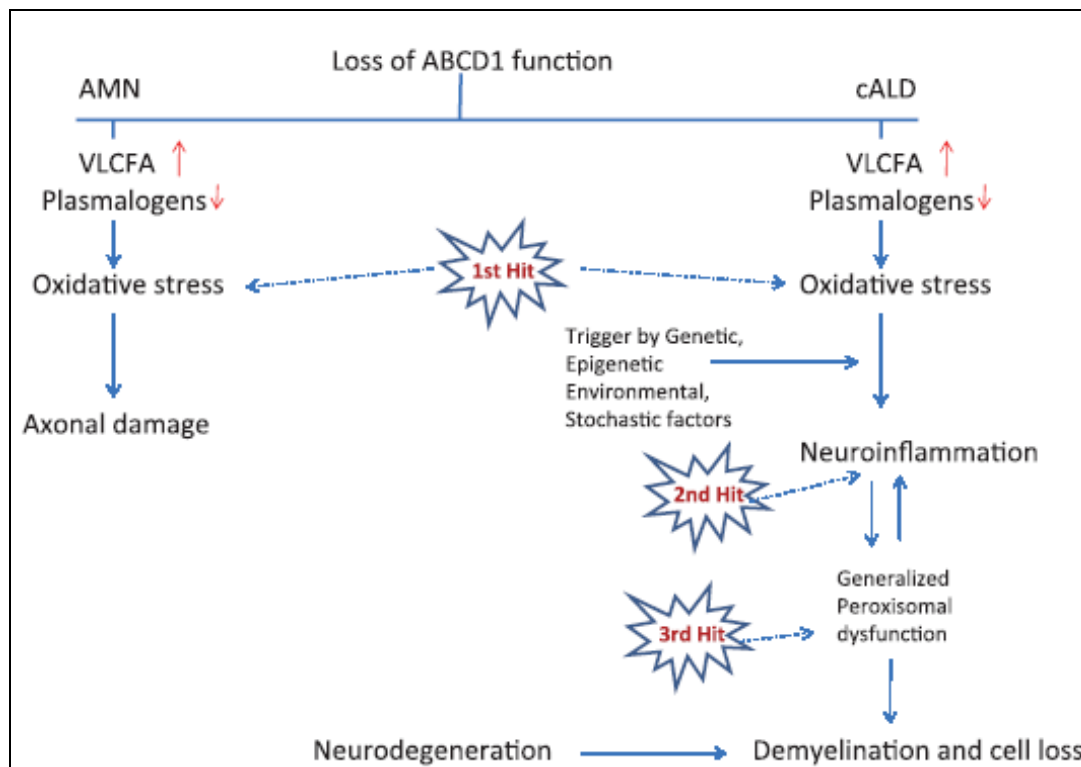 Loss of ABCD1 function
AMN
cALD
VLCFA ↑
Plasmalogens ↓
VLCFA ↑
Plasmalogens ↓
1st Hit
Oxidative stress
Oxidative stress
Trigger by Genetic,
Epigenetic
Environmental,
Stochastic factors
Axonal damage
Neuroinflammation
2nd Hit
Generalized
Peroxisomal
dysfunction
3rd Hit
Neurodegeneration
Demyelination and cell loss